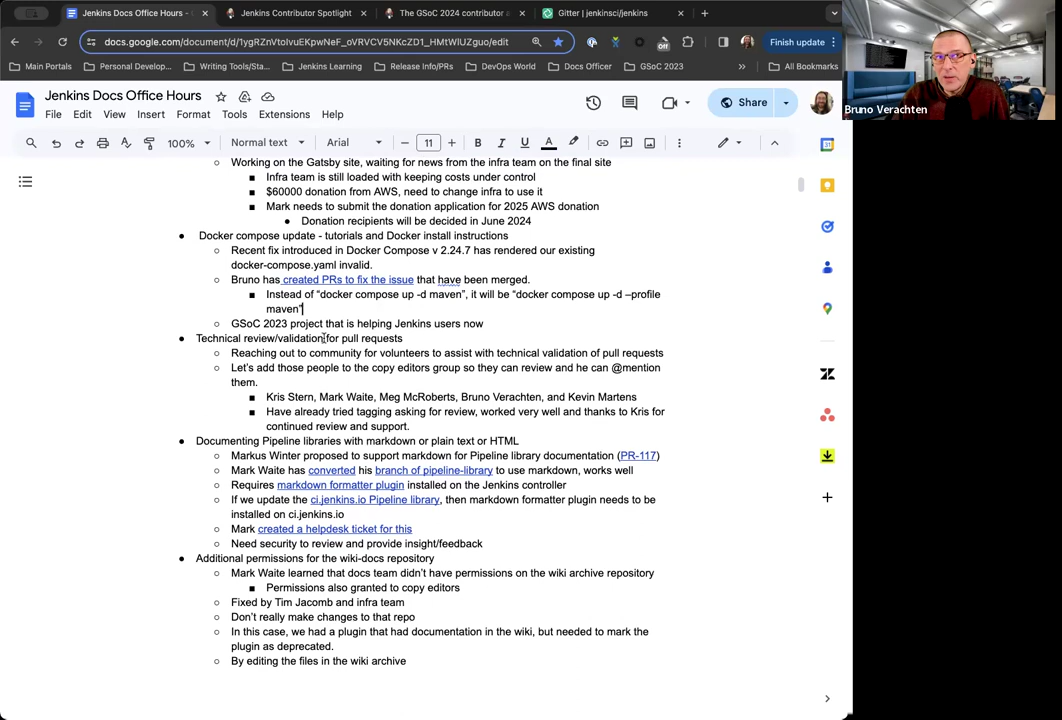 Jenkins Docs Office Hours -
Jenkins Contributor Spotlight
The GSoC 2024 contributor a
Gitter | jenkinsci/jenkins
docs.google.com/document/d/1ygRZnVtoIvuEKpwNeF_oVRVCV5NKcZD1_HMtWlUZguo/edit
Off
Finish update
Main Portals
Personal Develop...
Writing Tools/Sta...
Jenkins Learning
Release Info/PRs
DevOps World
Docs Officer
GSoC 2023
All Bookmarks
Jenkins Docs Office Hours
File Edit View Insert Format Tools Extensions Help
Share
Bruno Verachten
100%
Normal text
Arial
11
Working on the Gatsby site, waiting for news from the infra team on the final site
Infra team is still loaded with keeping costs under control
$60000 donation from AWS, need to change infra to use it
Mark needs to submit the donation application for 2025 AWS donation
Donation recipients will be decided in June 2024
Docker compose update - tutorials and Docker install instructions
Recent fix introduced in Docker Compose v 2.24.7 has rendered our existing
docker-compose.yaml invalid.
Bruno has created PRs to fix the issue that have been merged.
Instead of “docker compose up -d maven”, it will be “docker compose up -d –profile
maven”
GSoC 2023 project that is helping Jenkins users now
Technical review/validation for pull requests
Reaching out to community for volunteers to assist with technical validation of pull requests
Let’s add those people to the copy editors group so they can review and he can @mention
them.
Kris Stern, Mark Waite, Meg McRoberts, Bruno Verachten, and Kevin Martens
Have already tried tagging asking for review, worked very well and thanks to Kris for
continued review and support.
Documenting Pipeline libraries with markdown or plain text or HTML
Markus Winter proposed to support markdown for Pipeline library documentation (PR-117)
Mark Waite has converted his branch of pipeline-library to use markdown, works well
Requires markdown formatter plugin installed on the Jenkins controller
If we update the ci.jenkins.io Pipeline library, then markdown formatter plugin needs to be
installed on ci.jenkins.io
Mark created a helpdesk ticket for this
Need security to review and provide insight/feedback
Additional permissions for the wiki-docs repository
Mark Waite learned that docs team didn’t have permissions on the wiki archive repository
Permissions also granted to copy editors
Fixed by Tim Jacomb and infra team
Don’t really make changes to that repo
In this case, we had a plugin that had documentation in the wiki, but needed to mark the
plugin as deprecated.
By editing the files in the wiki archive